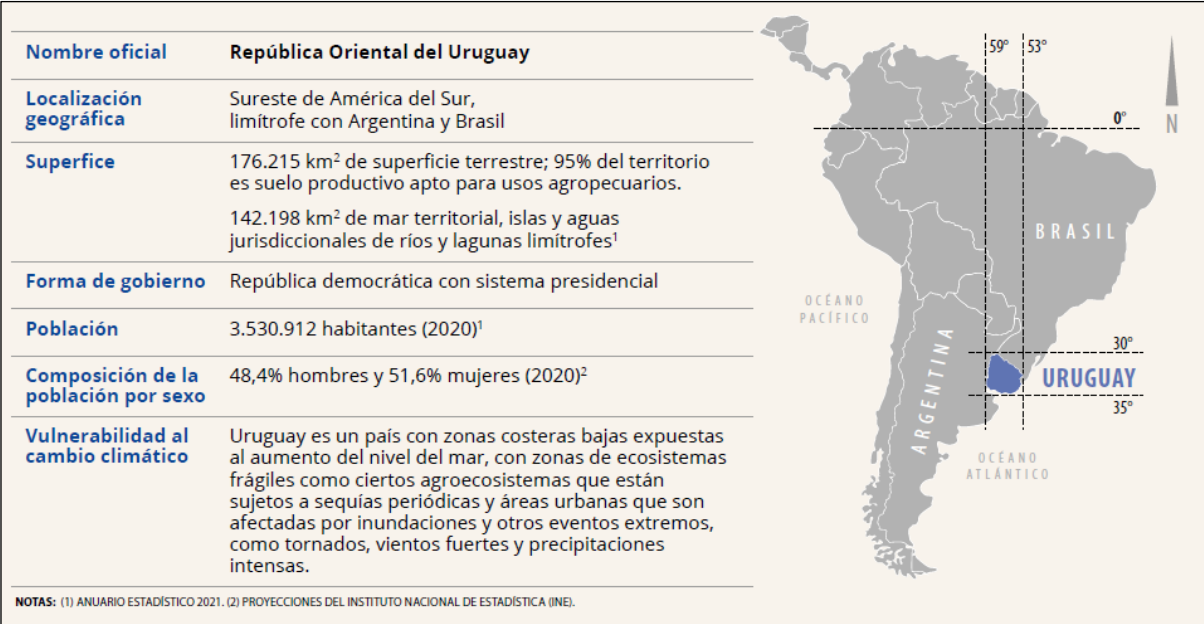 Nombre oficial
República Oriental del Uruguay
Localización
geográfica
Sureste de América del Sur,
limítrofe con Argentina y Brasil
Superfice
176.215 km² de superficie terrestre; 95% del territorio
es suelo productivo apto para usos agropecuarios.
142.198 km² de mar territorial, islas y aguas
jurisdiccionales de ríos y lagunas limítrofes¹
Forma de gobierno
República democrática con sistema presidencial
Población
3.530.912 habitantes (2020)¹
Composición de la
población por sexo
48,4% hombres y 51,6% mujeres (2020)²
Vulnerabilidad al
cambio climático
Uruguay es un país con zonas costeras bajas expuestas
al aumento del nivel del mar, con zonas de ecosistemas
frágiles como ciertos agroecosistemas que están
sujetos a sequías periódicas y áreas urbanas que son
afectadas por inundaciones y otros eventos extremos,
como tornados, vientos fuertes y precipitaciones
intensas.
NOTAS: (1) ANUARIO ESTADÍSTICO 2021. (2) PROYECCIONES DEL INSTITUTO NACIONAL DE ESTADÍSTICA (INE).
59° 53°
0°
N
BRASIL
OCÉANO
PACÍFICO
ARGENTINA
30°
URUGUAY
35°
OCÉANO
ATLÁNTICO